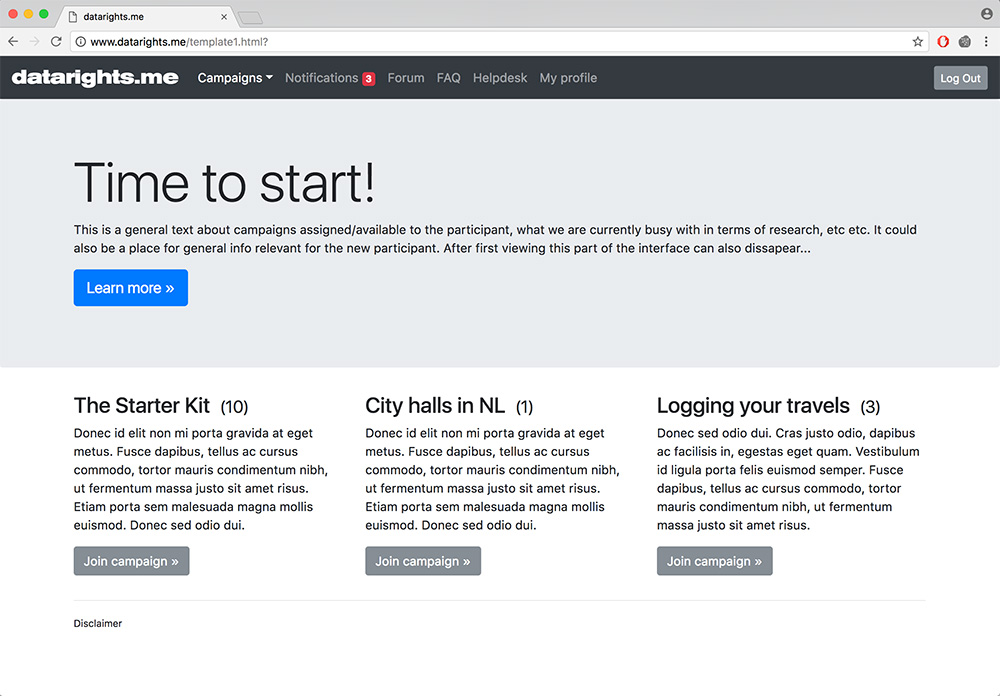 datarights.me
www.datarights.me/template1.html?
datarights.me Campaigns Notifications 3 Forum FAQ Helpdesk My profile Log Out
Time to start!
This is a general text about campaigns assigned/available to the participant, what we are currently busy with in terms of research, etc etc. It could
also be a place for general info relevant for the new participant. After first viewing this part of the interface can also dissapear...
Learn more »
The Starter Kit (10)
Donec id elit non mi porta gravida at eget
metus. Fusce dapibus, tellus ac cursus
commodo, tortor mauris condimentum nibh,
ut fermentum massa justo sit amet risus.
Etiam porta sem malesuada magna mollis
euismod. Donec sed odio dui.
Join campaign »
City halls in NL (1)
Donec id elit non mi porta gravida at eget
metus. Fusce dapibus, tellus ac cursus
commodo, tortor mauris condimentum nibh,
ut fermentum massa justo sit amet risus.
Etiam porta sem malesuada magna mollis
euismod. Donec sed odio dui.
Join campaign »
Logging your travels (3)
Donec sed odio dui. Cras justo odio, dapibus
ac facilisis in, egestas eget quam. Vestibulum
id ligula porta felis euismod semper. Fusce
dapibus, tellus ac cursus commodo, tortor
mauris condimentum nibh, ut fermentum
massa justo sit amet risus.
Join campaign »
Disclaimer